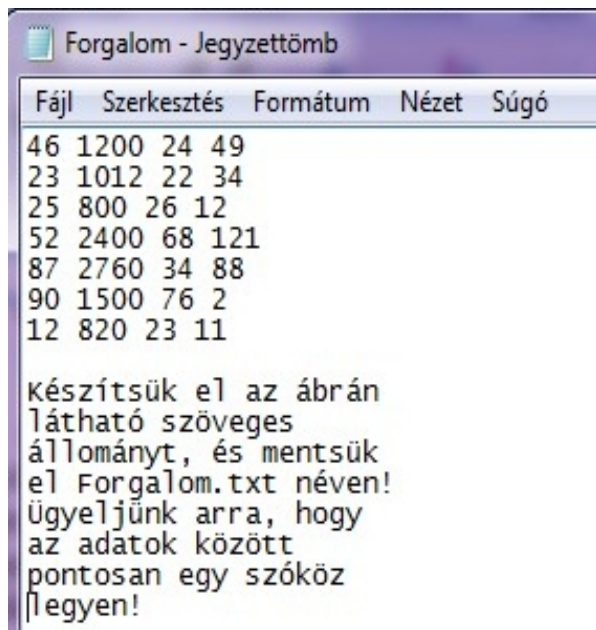 Forgalom - Jegyzettömb
Fájl Szerkesztés Formátum Nézet Súgó
46 1200 24 49
23 1012 22 34
25 800 26 12
52 2400 68 121
87 2760 34 88
90 1500 76 2
12 820 23 11
Készítsük el az ábrán
látható szöveges
állományt, és mentsük
el Forgalom.txt néven!
Ügyeljünk arra, hogy
az adatok között
pontosan egy szóköz
legyen!